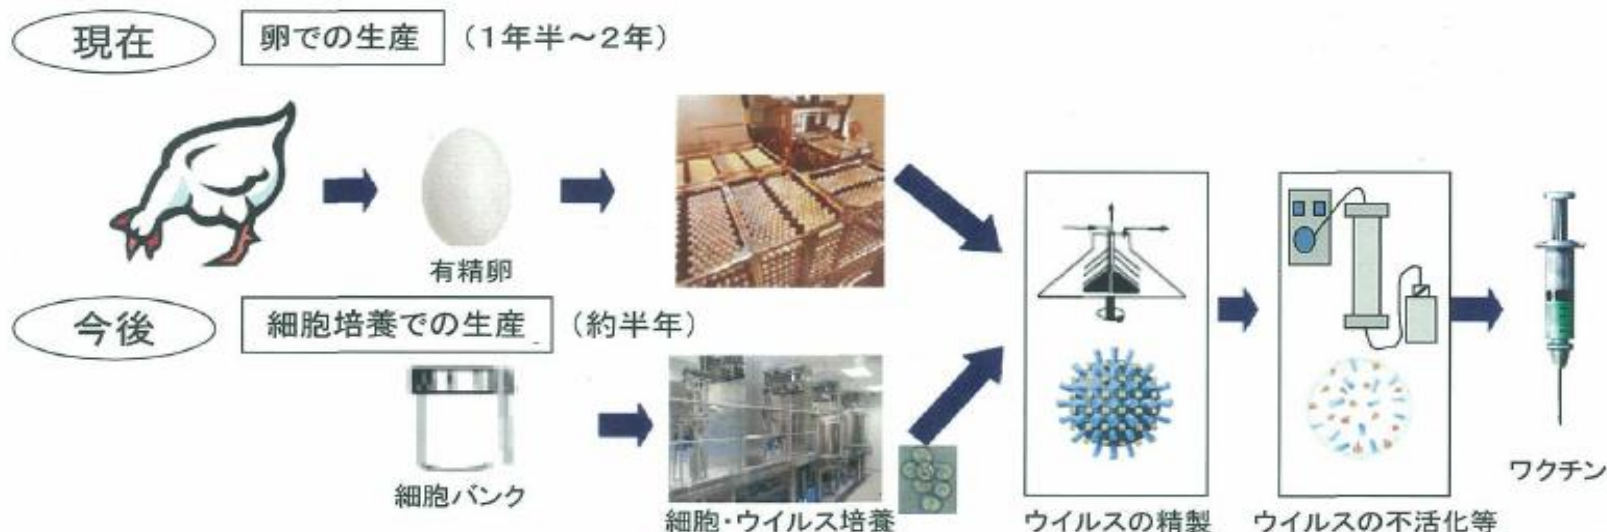 現在
卵での生産 (1年半～2年)
有精卵
今後
細胞培養での生産 (約半年)
細胞バンク
細胞・ウイルス培養
ウイルスの精製
ウイルスの不活化等
ワクチン